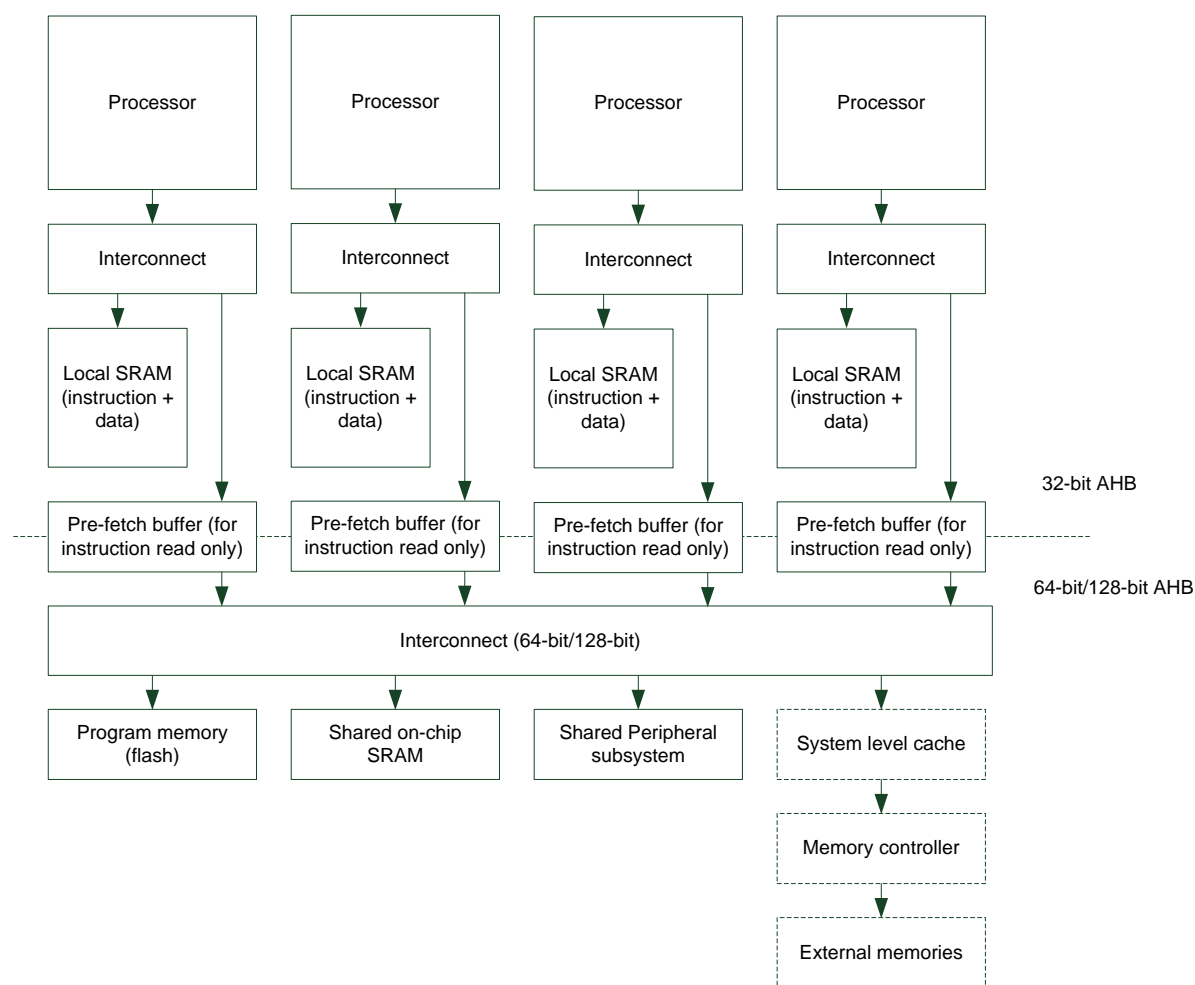 Processor
Processor
Processor
Processor
Interconnect
Interconnect
Interconnect
Interconnect
Local SRAM
(instruction +
data)
Local SRAM
(instruction +
data)
Local SRAM
(instruction +
data)
Local SRAM
(instruction +
data)
32-bit AHB
Pre-fetch buffer (for
instruction read only)
Pre-fetch buffer (for
instruction read only)
Pre-fetch buffer (for
instruction read only)
Pre-fetch buffer (for
instruction read only)
64-bit/128-bit AHB
Interconnect (64-bit/128-bit)
Program memory
(flash)
Shared on-chip
SRAM
Shared Peripheral
subsystem
System level cache
Memory controller
External memories